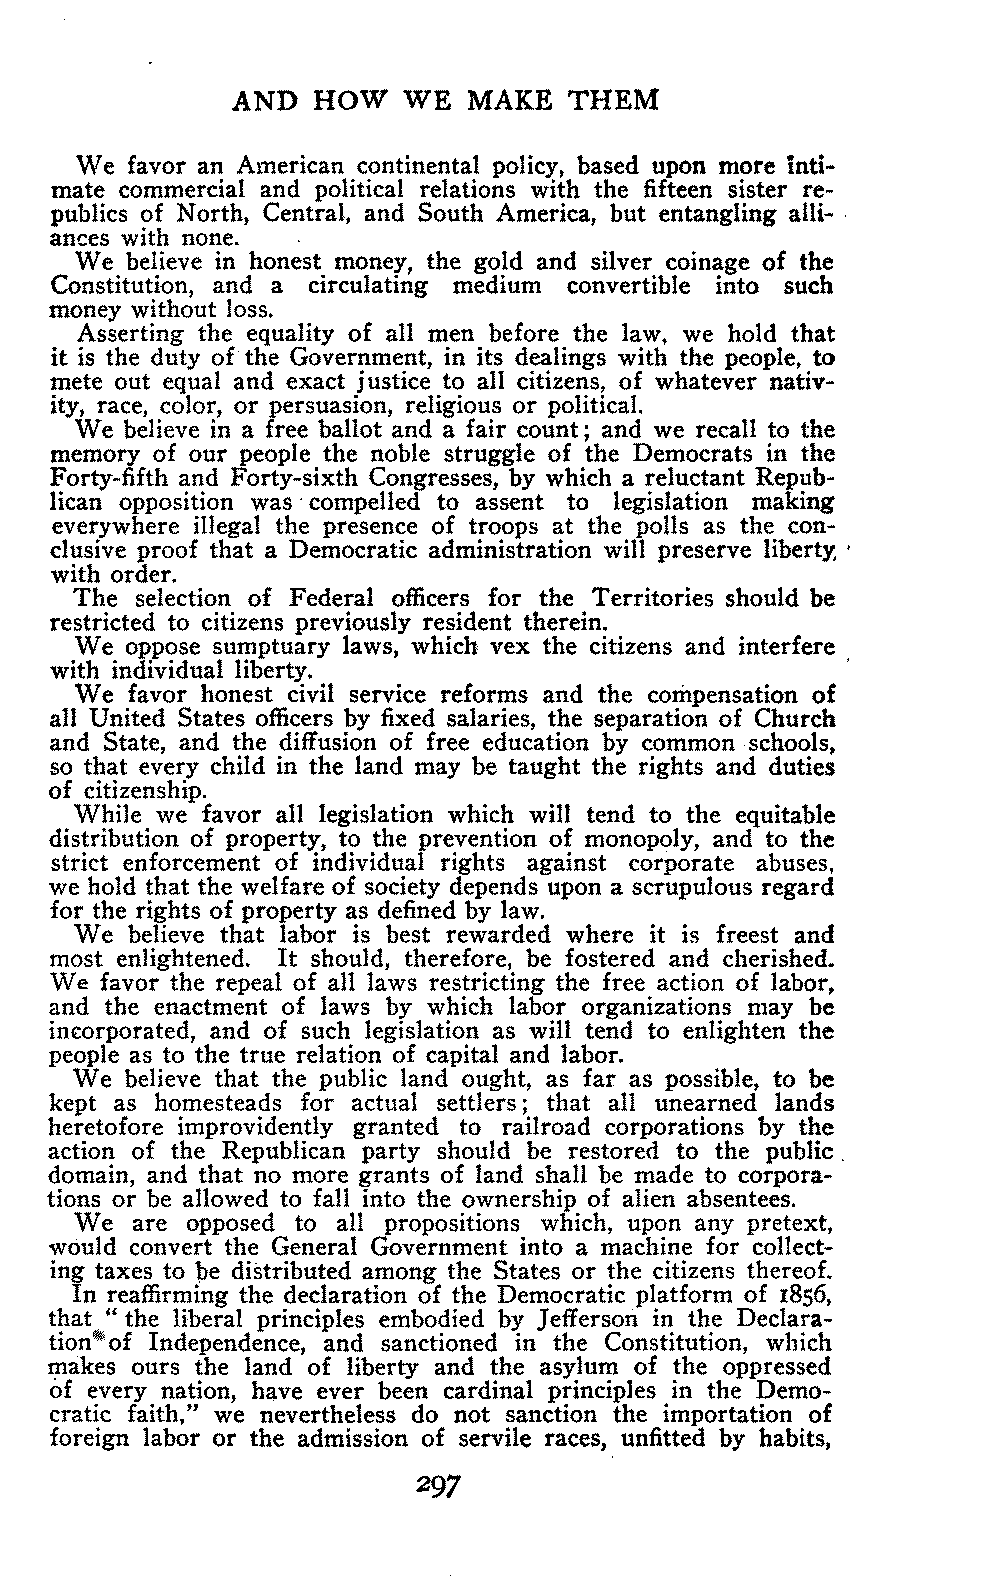 AND HOW WE MAKE THEM
We favor an American continental policy, based upon more inti-
mate commercial and political relations with the fifteen sister re-
publics of North, Central, and South America, but entangling alli-
ances with none.
We believe in honest money, the gold and silver coinage of the
Constitution, and a circulating medium convertible into such
money without loss.
Asserting the equality of all men before the law, we hold that
it is the duty of the Government, in its dealings with the people, to
mete out equal and exact justice to all citizens, of whatever nativ-
ity, race, color, or persuasion, religious or political.
We believe in a free ballot and a fair count; and we recall to the
memory of our people the noble struggle of the Democrats in the
Forty-fifth and Forty-sixth Congresses, by which a reluctant Repub-
lican opposition was compelled to assent to legislation making
everywhere illegal the presence of troops at the polls as the con-
clusive proof that a Democratic administration will preserve liberty,
with order.
The selection of Federal officers for the Territories should be
restricted to citizens previously resident therein.
We oppose sumptuary laws, which vex the citizens and interfere
with individual liberty.
We favor honest civil service reforms and the compensation of
all United States officers by fixed salaries, the separation of Church
and State, and the diffusion of free education by common schools,
so that every child in the land may be taught the rights and duties
of citizenship.
While we favor all legislation which will tend to the equitable
distribution of property, to the prevention of monopoly, and to the
strict enforcement of individual rights against corporate abuses,
we hold that the welfare of society depends upon a scrupulous regard
for the rights of property as defined by law.
We believe that labor is best rewarded where it is freest and
most enlightened. It should, therefore, be fostered and cherished.
We favor the repeal of all laws restricting the free action of labor,
and the enactment of laws by which labor organizations may be
incorporated, and of such legislation as will tend to enlighten the
people as to the true relation of capital and labor.
We believe that the public land ought, as far as possible, to be
kept as homesteads for actual settlers; that all unearned lands
heretofore improvidently granted to railroad corporations by the
action of the Republican party should be restored to the public
domain, and that no more grants of land shall be made to corpora-
tions or be allowed to fall into the ownership of alien absentees.
We are opposed to all propositions which, upon any pretext,
would convert the General Government into a machine for collect-
ing taxes to be distributed among the States or the citizens thereof.
In reaffirming the declaration of the Democratic platform of 1856,
that "the liberal principles embodied by Jefferson in the Declara-
tion of Independence, and sanctioned in the Constitution, which
makes ours the land of liberty and the asylum of the oppressed
of every nation, have ever been cardinal principles in the Demo-
cratic faith," we nevertheless do not sanction the importation of
foreign labor or the admission of servile races, unfitted by habits,
297